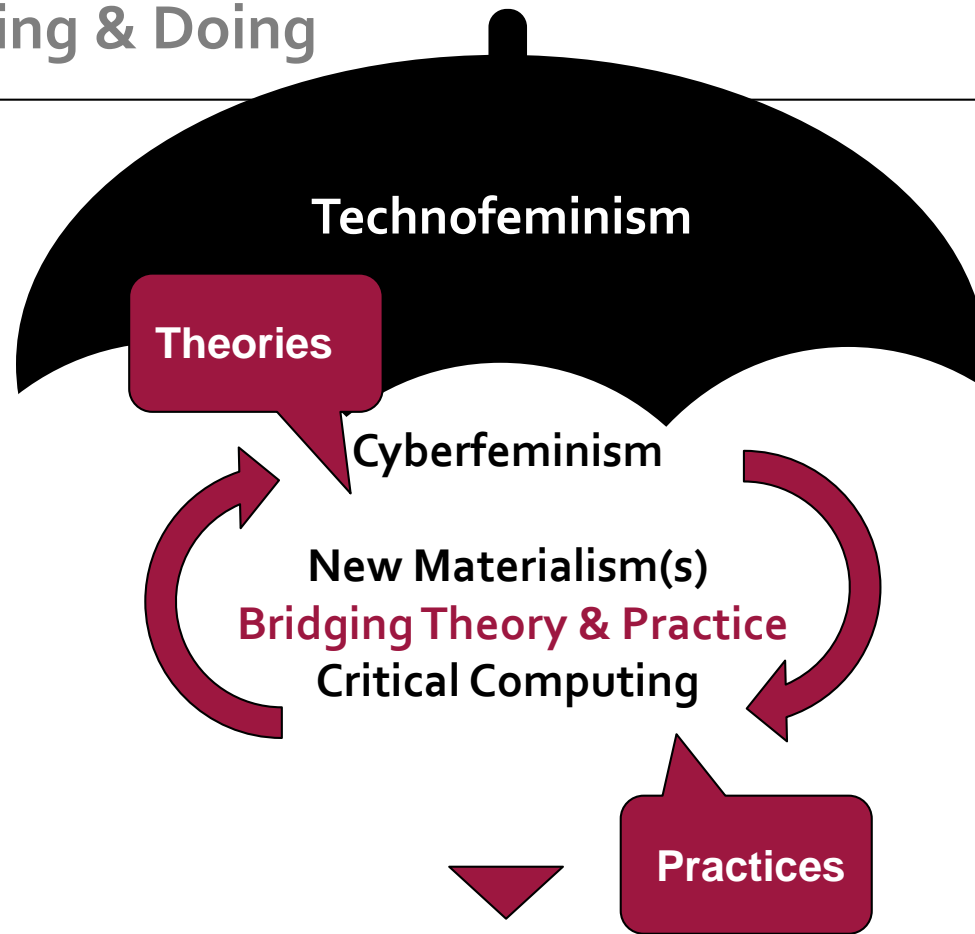 ing & Doing
Technofeminism
Theories
Cyberfeminism
New Materialism(s)
Bridging Theory & Practice
Critical Computing
Practices